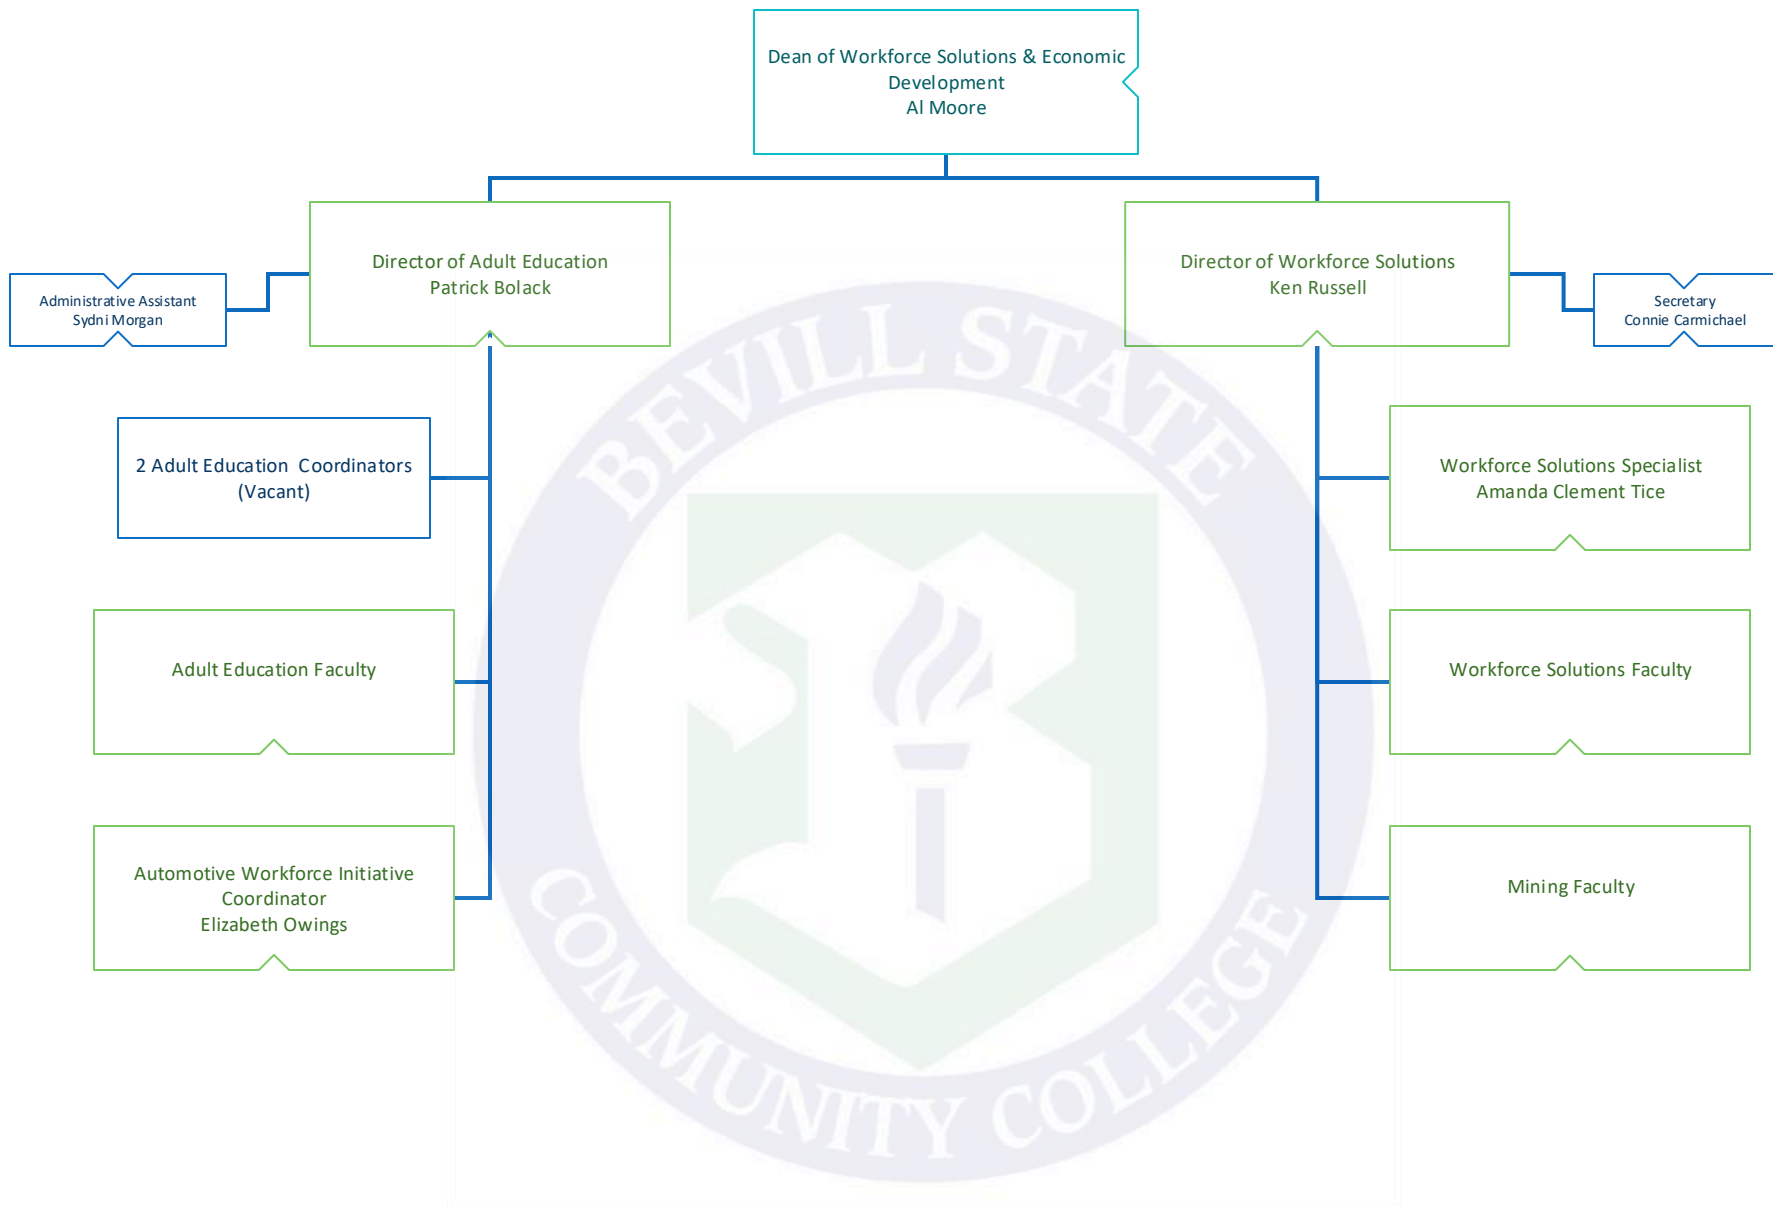 Dean of Workforce Solutions & Economic
Development
Al Moore
Director of Adult Education
Patrick Bolack
Director of Workforce Solutions
Ken Russell
Administrative Assistant
Sydni Morgan
Secretary
Connie Carmichael
2 Adult Education Coordinators
(Vacant)
Workforce Solutions Specialist
Amanda Clement Tice
Adult Education Faculty
Workforce Solutions Faculty
Automotive Workforce Initiative
Coordinator
Elizabeth Owings
Mining Faculty
BEVILL STATE
COMMUNITY COLLEGE